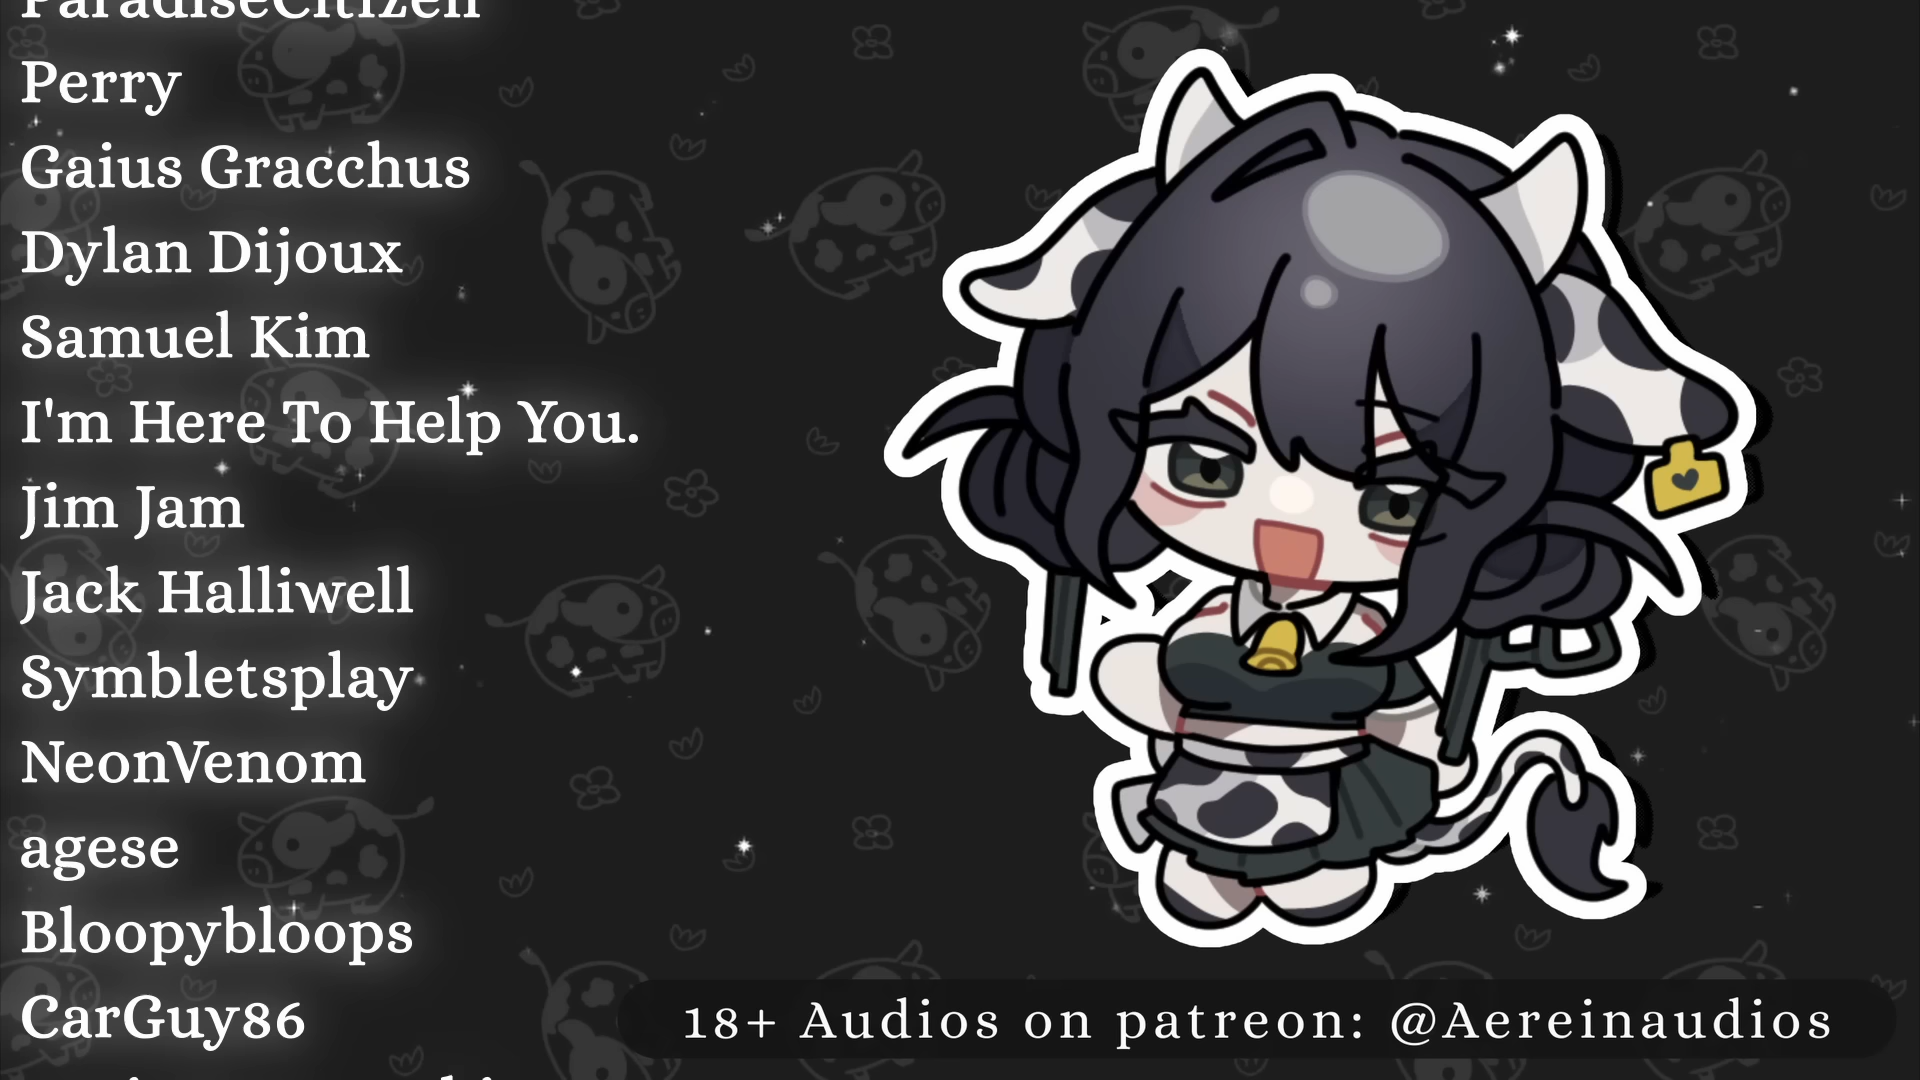 ParadiseCitizen
Perry
Gaius Gracchus
Dylan Dijoux
Samuel Kim
I'm Here To Help You.
Jim Jam
Jack Halliwell
Symbletsplay
NeonVenom
agese
Bloopybloops
CarGuy86
18+ Audios on patreon: @Aereinaudios